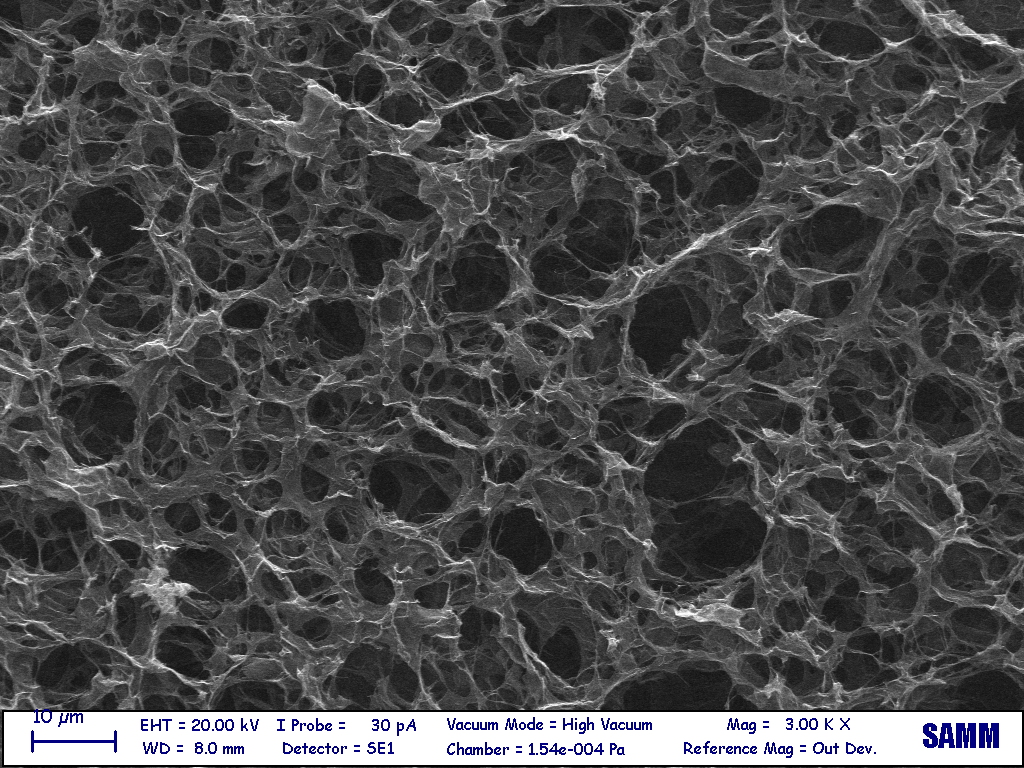 10 µm
EHT = 20.00 kV I Probe = 30 pA Vacuum Mode = High Vacuum Mag = 3.00 K X
WD = 8.0 mm Detector = SE1 Chamber = 1.54e-004 Pa Reference Mag = Out Dev.
SAMM